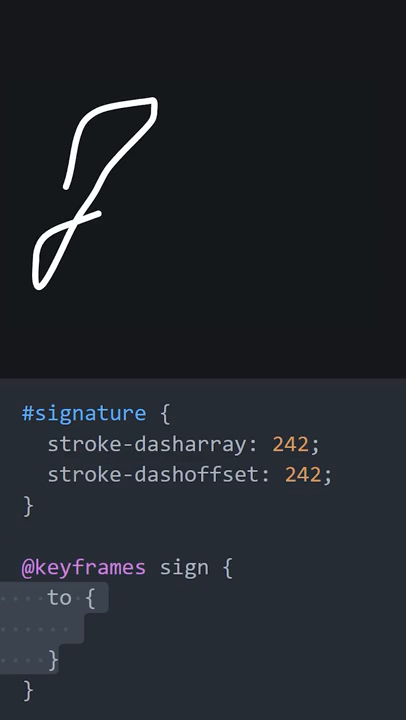 #signature {
stroke-dasharray: 242;
stroke-dashoffset: 242;
}
@keyframes sign {
to {
}
}